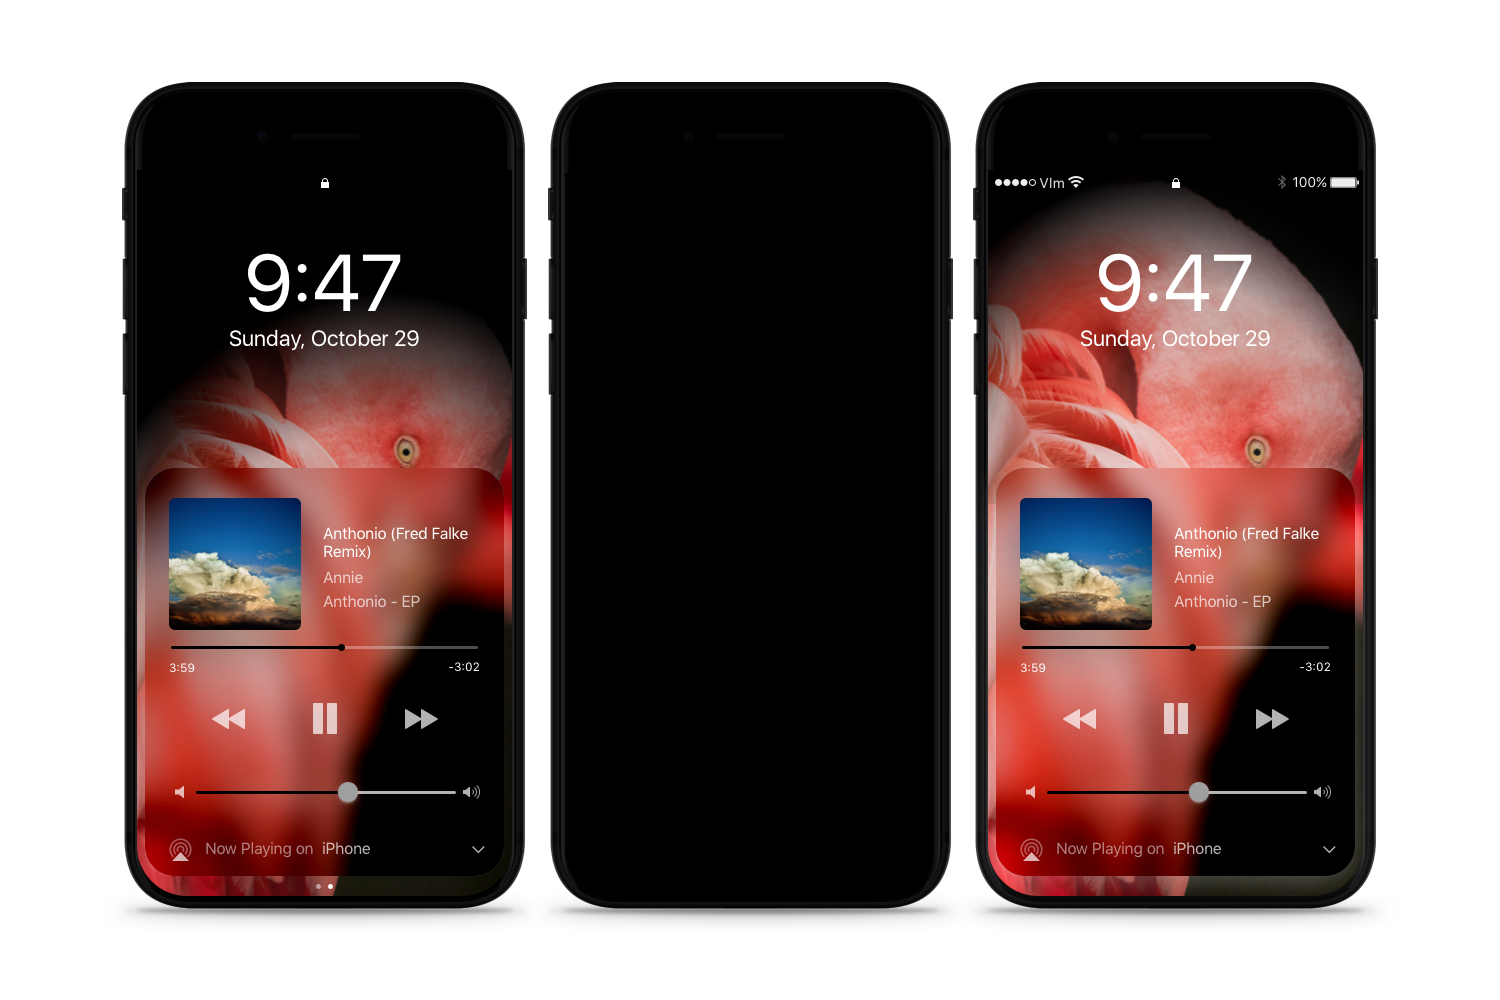 9:47
Sunday, October 29
Anthonio (Fred Falke
Remix)
Annie
Anthonio - EP
3:59
-3:02
Now Playing on iPhone
VIm
100%
9:47
Sunday, October 29
Anthonio (Fred Falke
Remix)
Annie
Anthonio - EP
3:59
-3:02
Now Playing on iPhone